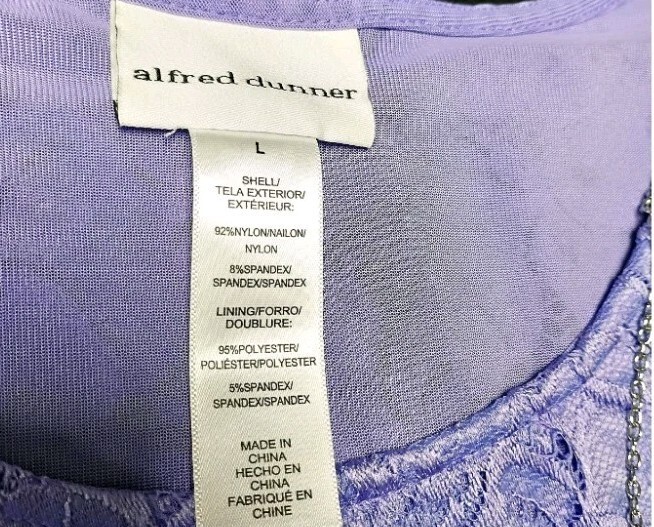 alfred dunner
L
SHELL/
TELA EXTERIOR/
EXTÉRIEUR:
92%NYLON/NAILON/
NYLON
8%SPANDEX/
SPANDEX/SPANDEX
LINING/FORRO/
DOUBLURE:
95%POLYESTER/
POLIÉSTER/POLYESTER
5%SPANDEX/
SPANDEX/SPANDEX
MADE IN
CHINA
HECHO EN
CHINA
FABRIQUÉ EN
CHINE